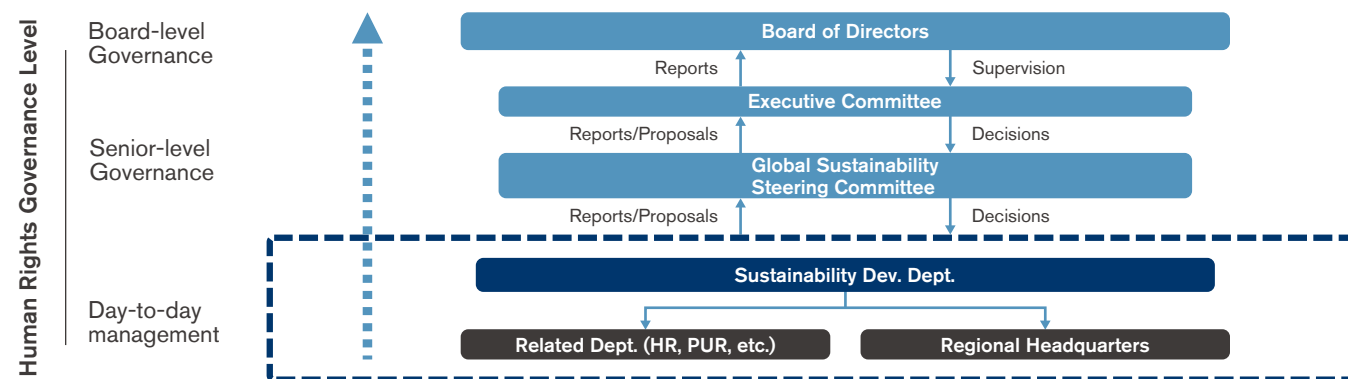 Human Rights Governance Level
Board-level
Governance
Board of Directors
Reports
Supervision
Executive Committee
Reports/Proposals
Decisions
Senior-level
Governance
Global Sustainability
Steering Committee
Reports/Proposals
Decisions
Sustainability Dev. Dept.
Day-to-day
management
Related Dept. (HR, PUR, etc.)
Regional Headquarters